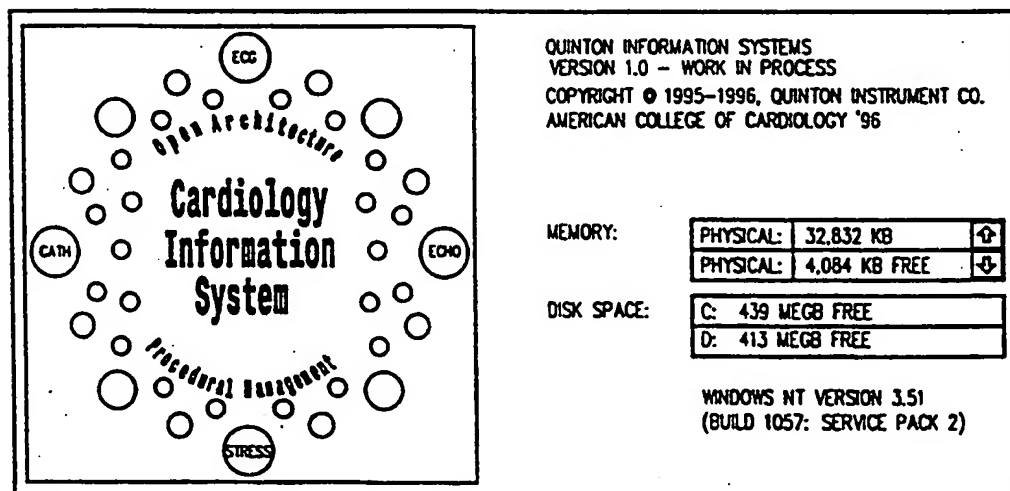 ECG
Open Architecture
CATH
Cardiology
Information
System
ECHO
Procedural Management
STRESS
QUINTON INFORMATION SYSTEMS
VERSION 1.0 - WORK IN PROCESS
COPYRIGHT © 1995-1996, QUINTON INSTRUMENT CO.
AMERICAN COLLEGE OF CARDIOLOGY '96
MEMORY:
PHYSICAL: 32,832 KB
PHYSICAL: 4,084 KB FREE
DISK SPACE:
C: 439 MEGB FREE
D: 413 MEGB FREE
WINDOWS NT VERSION 3.51
(BUILD 1057: SERVICE PACK 2)